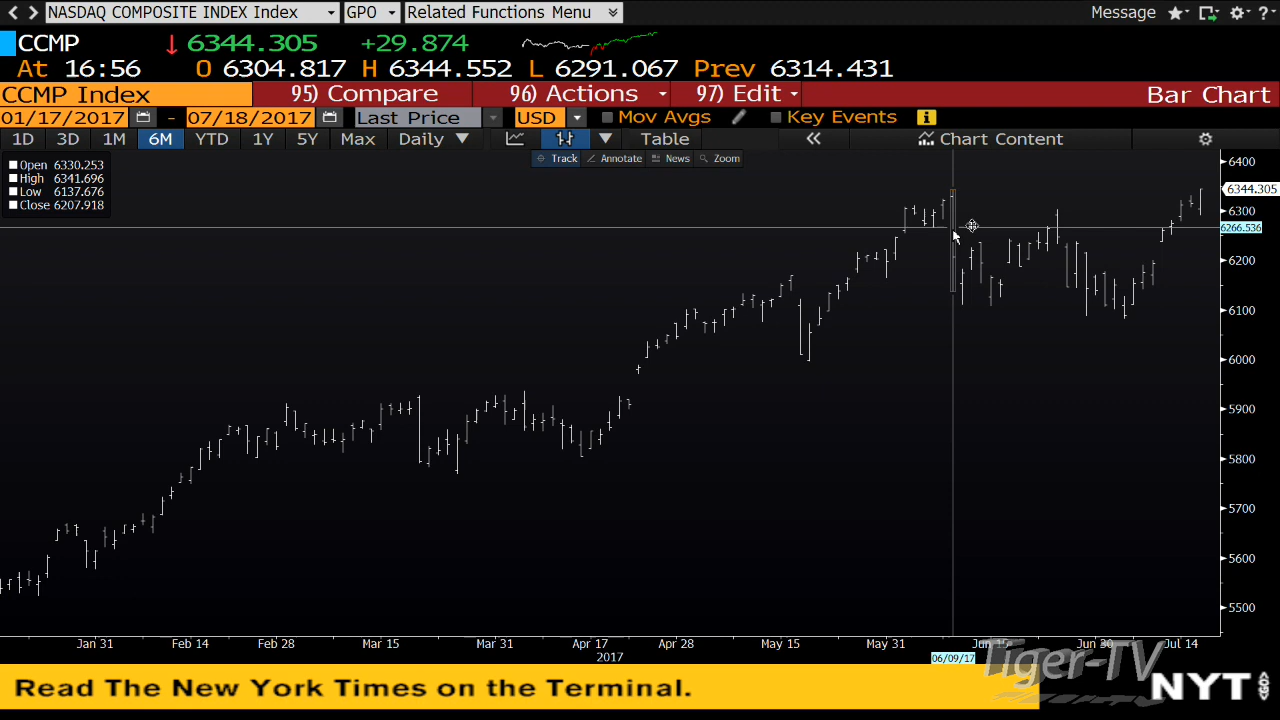 NASDAQ COMPOSITE INDEX Index GPO Related Functions Menu Message ?
CCMP 6344.305 +29.874
At 16:56 O 6304.817 H 6344.552 L 6291.067 Prev 6314.431
CCMP Index 95) Compare 96) Actions 97) Edit Bar Chart
01/17/2017 - 07/18/2017 Last Price USD Mov Avgs Key Events i
1D 3D 1M 6M YTD 1Y 5Y Max Daily Table « Chart Content
Track Annotate News Zoom
Open 6330.253
High 6341.696
Low 6137.676
Close 6207.918
6400
6344.305
6300
6266.536
6200
6100
6000
5900
5800
5700
5600
5500
Jan 31 Feb 14 Feb 28 Mar 15 Mar 31 Apr 17 Apr 28 May 15 May 31 Jun 15 Jun 30 Jul 14
2017 06/09/17
Tiger-TV
Read The New York Times on the Terminal. NYT GO